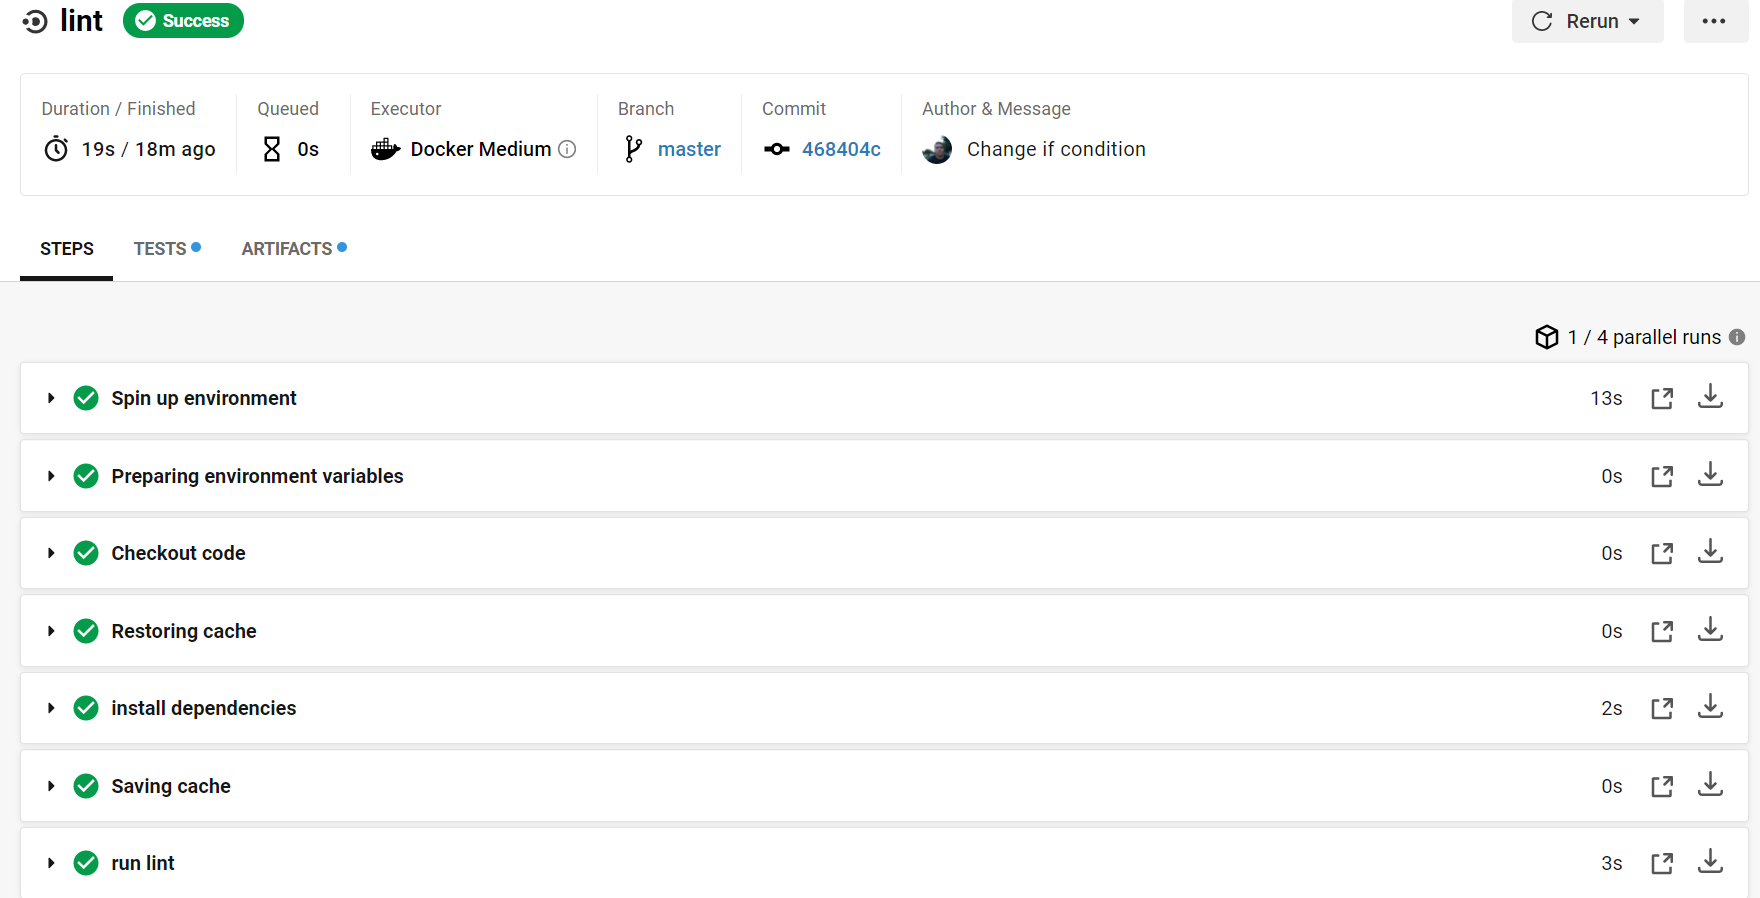 lint Success Rerun
Duration / Finished Queued Executor Branch Commit Author & Message
19s / 18m ago 0s Docker Medium master 468404c Change if condition
STEPS TESTS ARTIFACTS
1 / 4 parallel runs
Spin up environment 13s
Preparing environment variables 0s
Checkout code 0s
Restoring cache 0s
install dependencies 2s
Saving cache 0s
run lint 3s